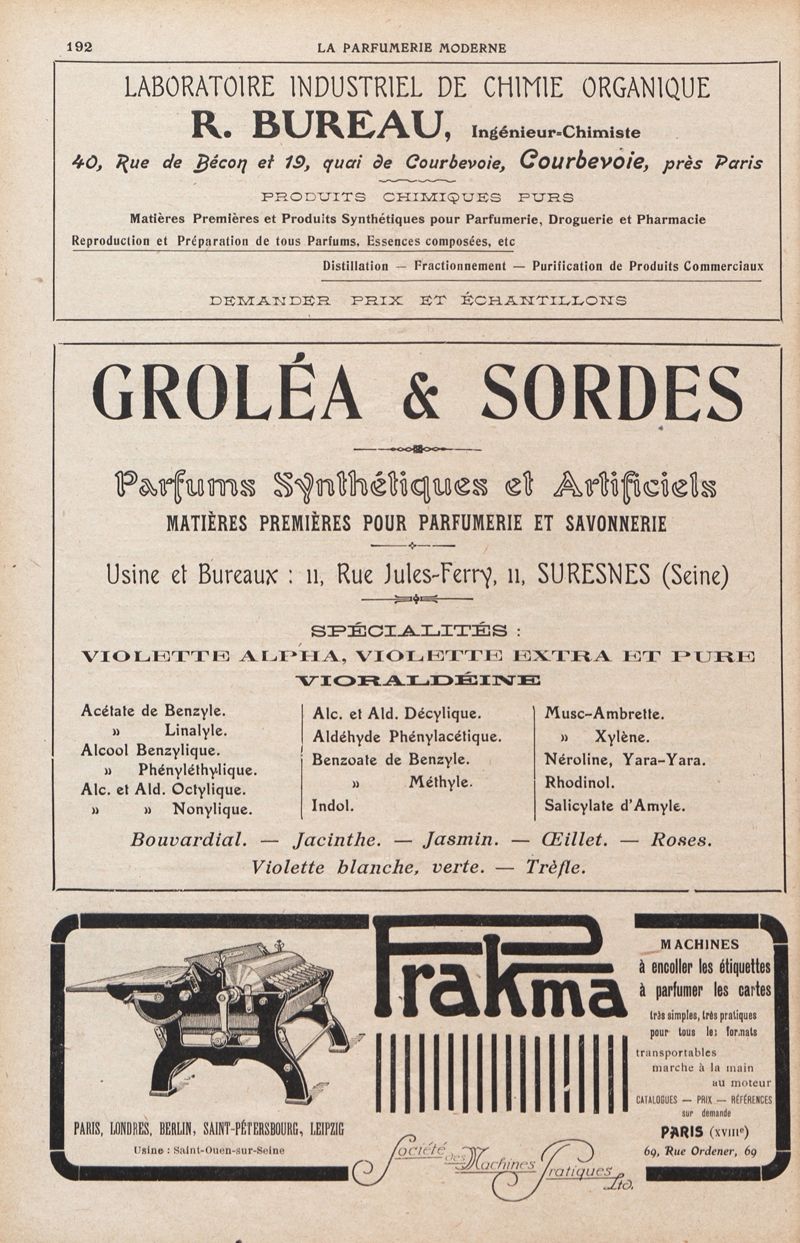 192
LA PARFUMERIE MODERNE
LABORATOIRE INDUSTRIEL DE CHIMIE ORGANIQUE
R. BUREAU, Ingénieur-Chimiste
40, Rue de Bécon et 19, quai de Courbevoie, Courbevoie, près Paris
PRODUITS CHIMIQUES PURS
Matières Premières et Produits Synthétiques pour Parfumerie, Droguerie et Pharmacie
Reproduction et Préparation de tous Parfums, Essences composées, etc
Distillation — Fractionnement — Purification de Produits Commerciaux
DEMANDER PRIX ET ÉCHANTILLONS
GROLÉA & SORDES
Parfums Synthétiques et Artificiels
MATIÈRES PREMIÈRES POUR PARFUMERIE ET SAVONNERIE
Usine et Bureaux : 11, Rue Jules-Ferry, 11, SURESNES (Seine)
SPÉCIALITÉS :
VIOLETTE ALPHA, VIOLETTE EXTRA ET PURE
VIORALDÉINE
Acétate de Benzyle.
» Linalyle.
Alcool Benzylique.
» Phényléthylique.
Alc. et Ald. Octylique.
» » Nonylique.
Alc. et Ald. Décylique.
Aldéhyde Phénylacétique.
Benzoate de Benzyle.
» Méthyle.
Indol.
Musc-Ambrette.
» Xylène.
Néroline, Yara-Yara.
Rhodinol.
Salicylate d'Amyle.
Bouvardial. — Jacinthe. — Jasmin. — Œillet. — Roses.
Violette blanche, verte. — Trèfle.
Prakma
MACHINES
à encoller les étiquettes
à parfumer les cartes
très simples, très pratiques
pour tous les formats
transportables
marche à la main
au moteur
CATALOGUES — PRIX — RÉFÉRENCES
sur demande
PARIS (XVIIIe)
69, Rue Ordener, 69
PARIS, LONDRES, BERLIN, SAINT-PÉTERSBOURG, LEIPZIG
Usine : Saint-Ouen-sur-Seine
Société des Machines Pratiques Ltd.